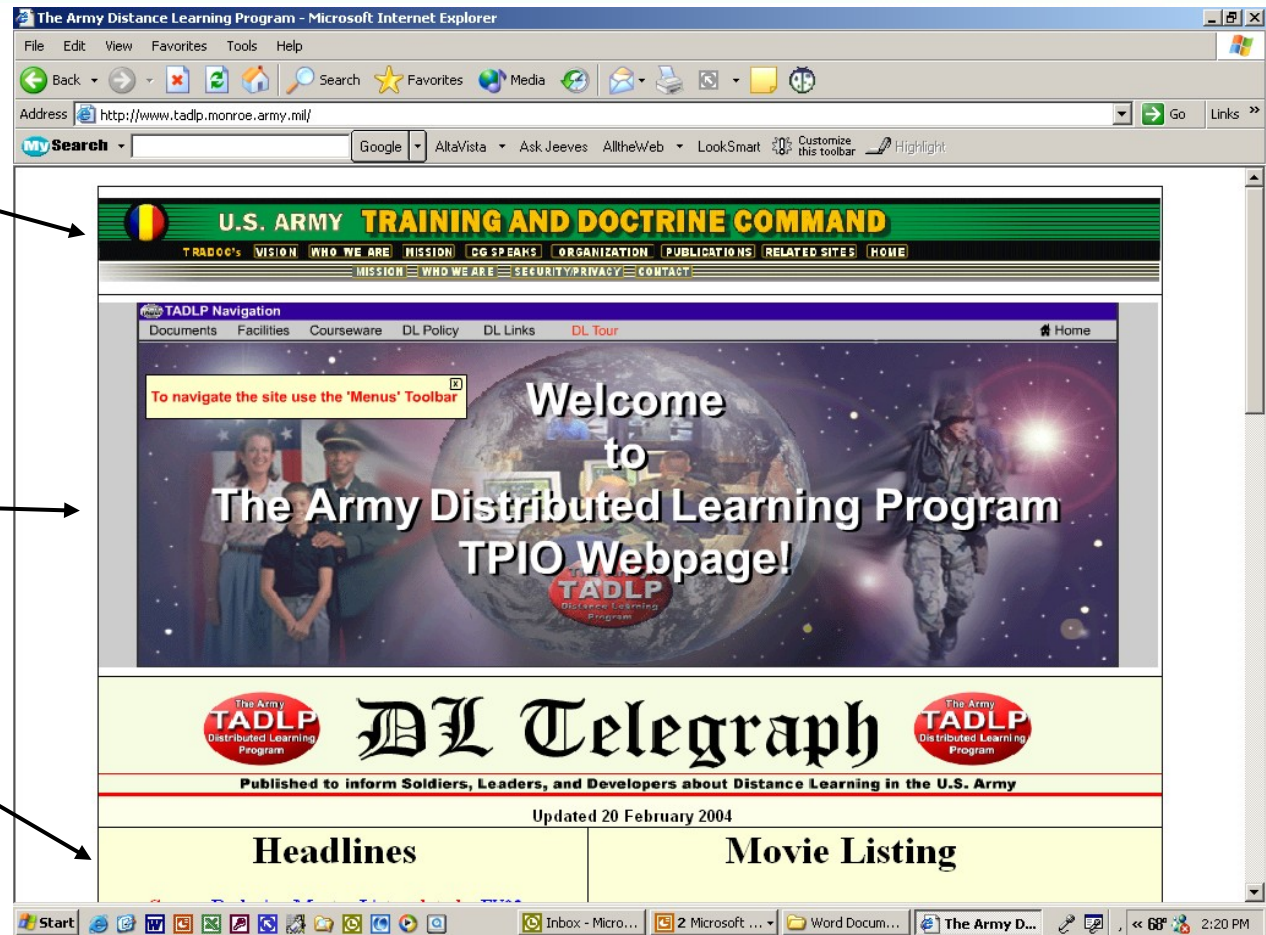 The Army Distance Learning Program - Microsoft Internet Explorer
File Edit View Favorites Tools Help
Back Search Favorites Media
Address http://www.tadlp.monroe.army.mil/ Go Links »
My Search Google AltaVista Ask Jeeves AlltheWeb LookSmart Customize this toolbar Highlight
U.S. ARMY TRAINING AND DOCTRINE COMMAND
TRADOC's VISION WHO WE ARE MISSION CG SPEAKS ORGANIZATION PUBLICATIONS RELATED SITES HOME
MISSION WHO WE ARE SECURITY/PRIVACY CONTACT
TADLP Navigation
Documents Facilities Courseware DL Policy DL Links DL Tour Home
To navigate the site use the 'Menus' Toolbar X
Welcome
to
The Army Distributed Learning Program
TPIO Webpage!
TADLP
Distance Learning
Program
The Army
TADLP
Distributed Learning
Program
DL Telegraph
The Army
TADLP
Distributed Learning
Program
Published to inform Soldiers, Leaders, and Developers about Distance Learning in the U.S. Army
Updated 20 February 2004
Headlines
Movie Listing
Start Inbox - Micro... 2 Microsoft ... Word Docum... The Army D... « 68° 2:20 PM